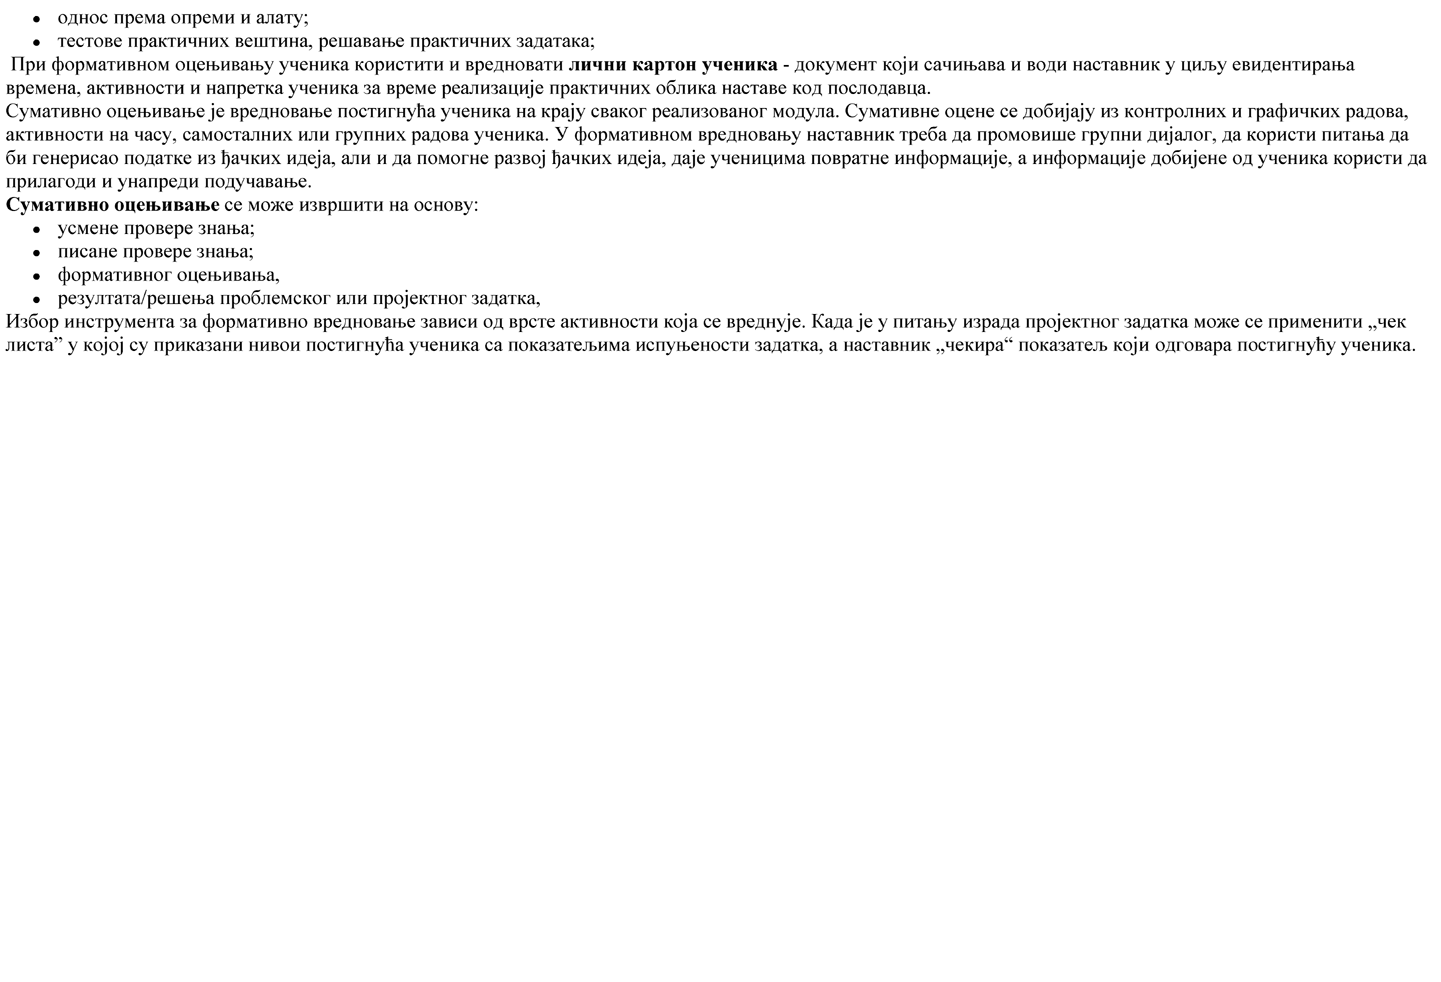 ● однос према опреми и алату;
● тестове практичних вештина, решавање практичних задатака;
При формативном оцењивању ученика користити и вредновати лични картон ученика - документ који сачињава и води наставник у циљу евидентирања
времена, активности и напретка ученика за време реализације практичних облика наставе код послодавца.
Сумативно оцењивање је вредновање постигнућа ученика на крају сваког реализованог модула. Сумативне оцене се добијају из контролних и графичких радова,
активности на часу, самосталних или групних радова ученика. У формативном вредновању наставник треба да промовише групни дијалог, да користи питања да
би генерисао податке из ђачких идеја, али и да помогне развој ђачких идеја, даје ученицима повратне информације, а информације добијене од ученика користи да
прилагоди и унапреди подучавање.
Сумативно оцењивање се може извршити на основу:
● усмене провере знања;
● писане провере знања;
● формативног оцењивања,
● резултата/решења проблемског или пројектног задатка,
Избор инструмента за формативно вредновање зависи од врсте активности која се вреднује. Када је у питању израда пројектног задатка може се применити „чек
листа” у којој су приказани нивои постигнућа ученика са показатељима испуњености задатка, а наставник „чекира“ показатељ који одговара постигнућу ученика.